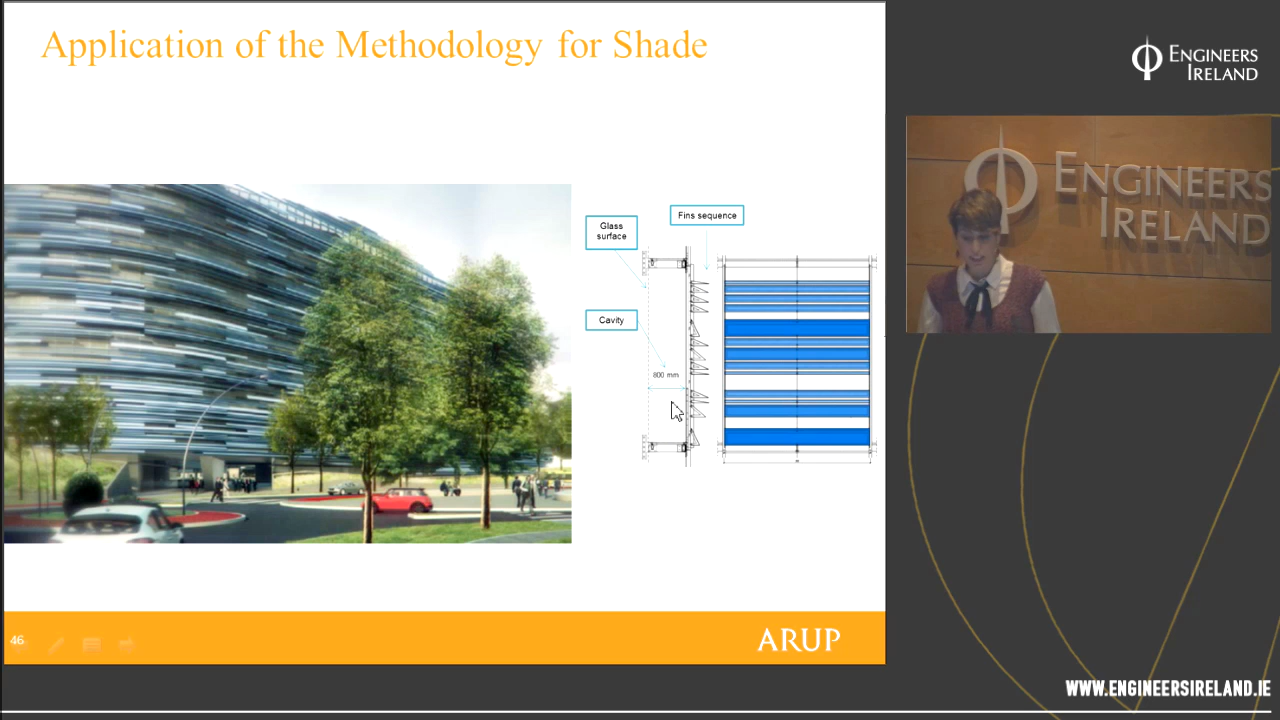 Application of the Methodology for Shade
Glass
surface
Fins sequence
Cavity
800 mm
46
ARUP
ENGINEERS
IRELAND
ENGINEERS
IRELAND
WWW.ENGINEERSIRELAND.IE